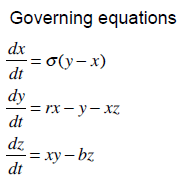 Governing equations
dx/dt = σ(y − x)
dy/dt = rx − y − xz
dz/dt = xy − bz